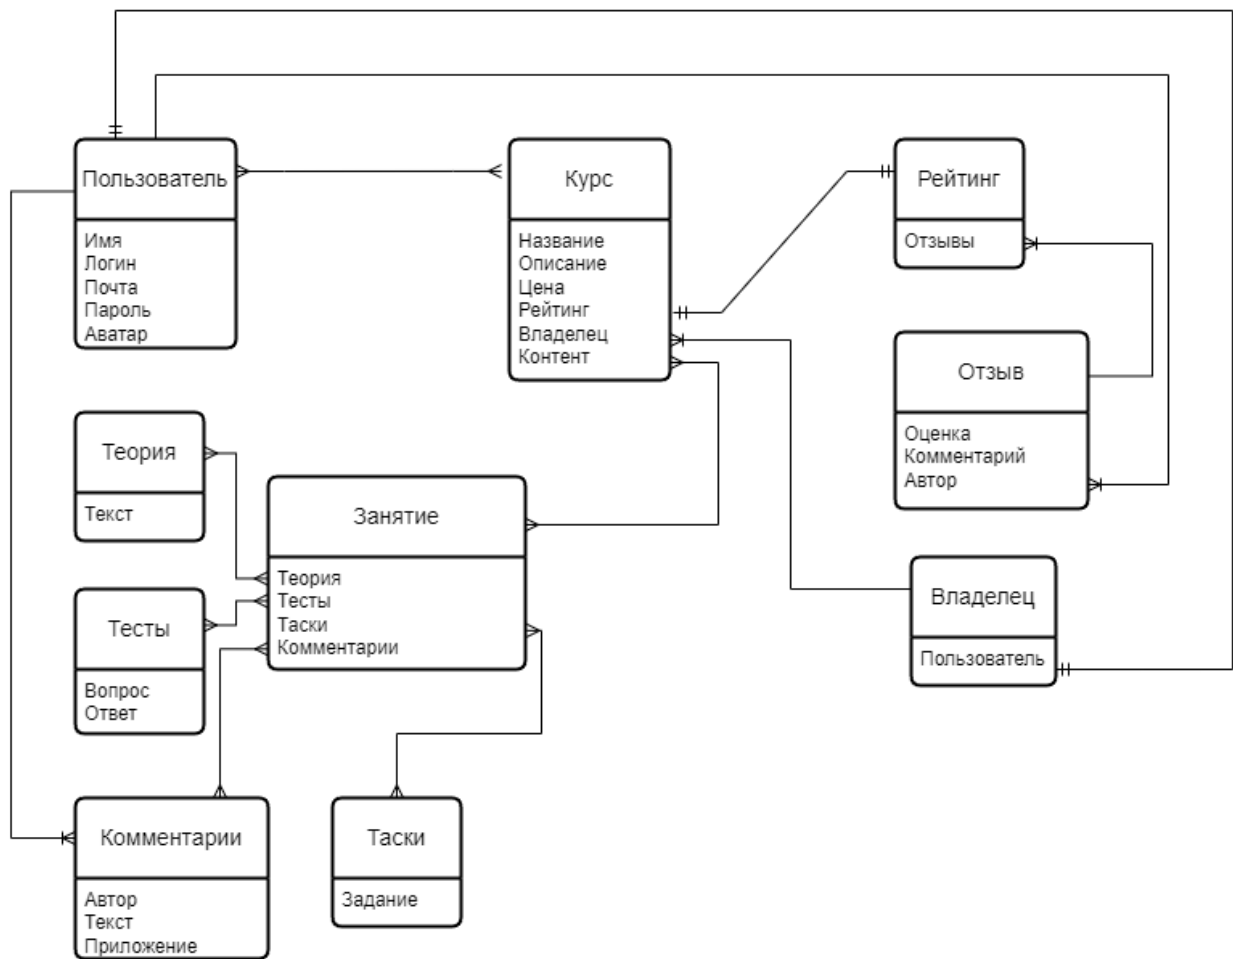 Пользователь
Имя
Логин
Почта
Пароль
Аватар
Курс
Название
Описание
Цена
Рейтинг
Владелец
Контент
Рейтинг
Отзывы
Отзыв
Оценка
Комментарий
Автор
Теория
Текст
Занятие
Теория
Тесты
Таски
Комментарии
Владелец
Пользователь
Тесты
Вопрос
Ответ
Комментарии
Автор
Текст
Приложение
Таски
Задание